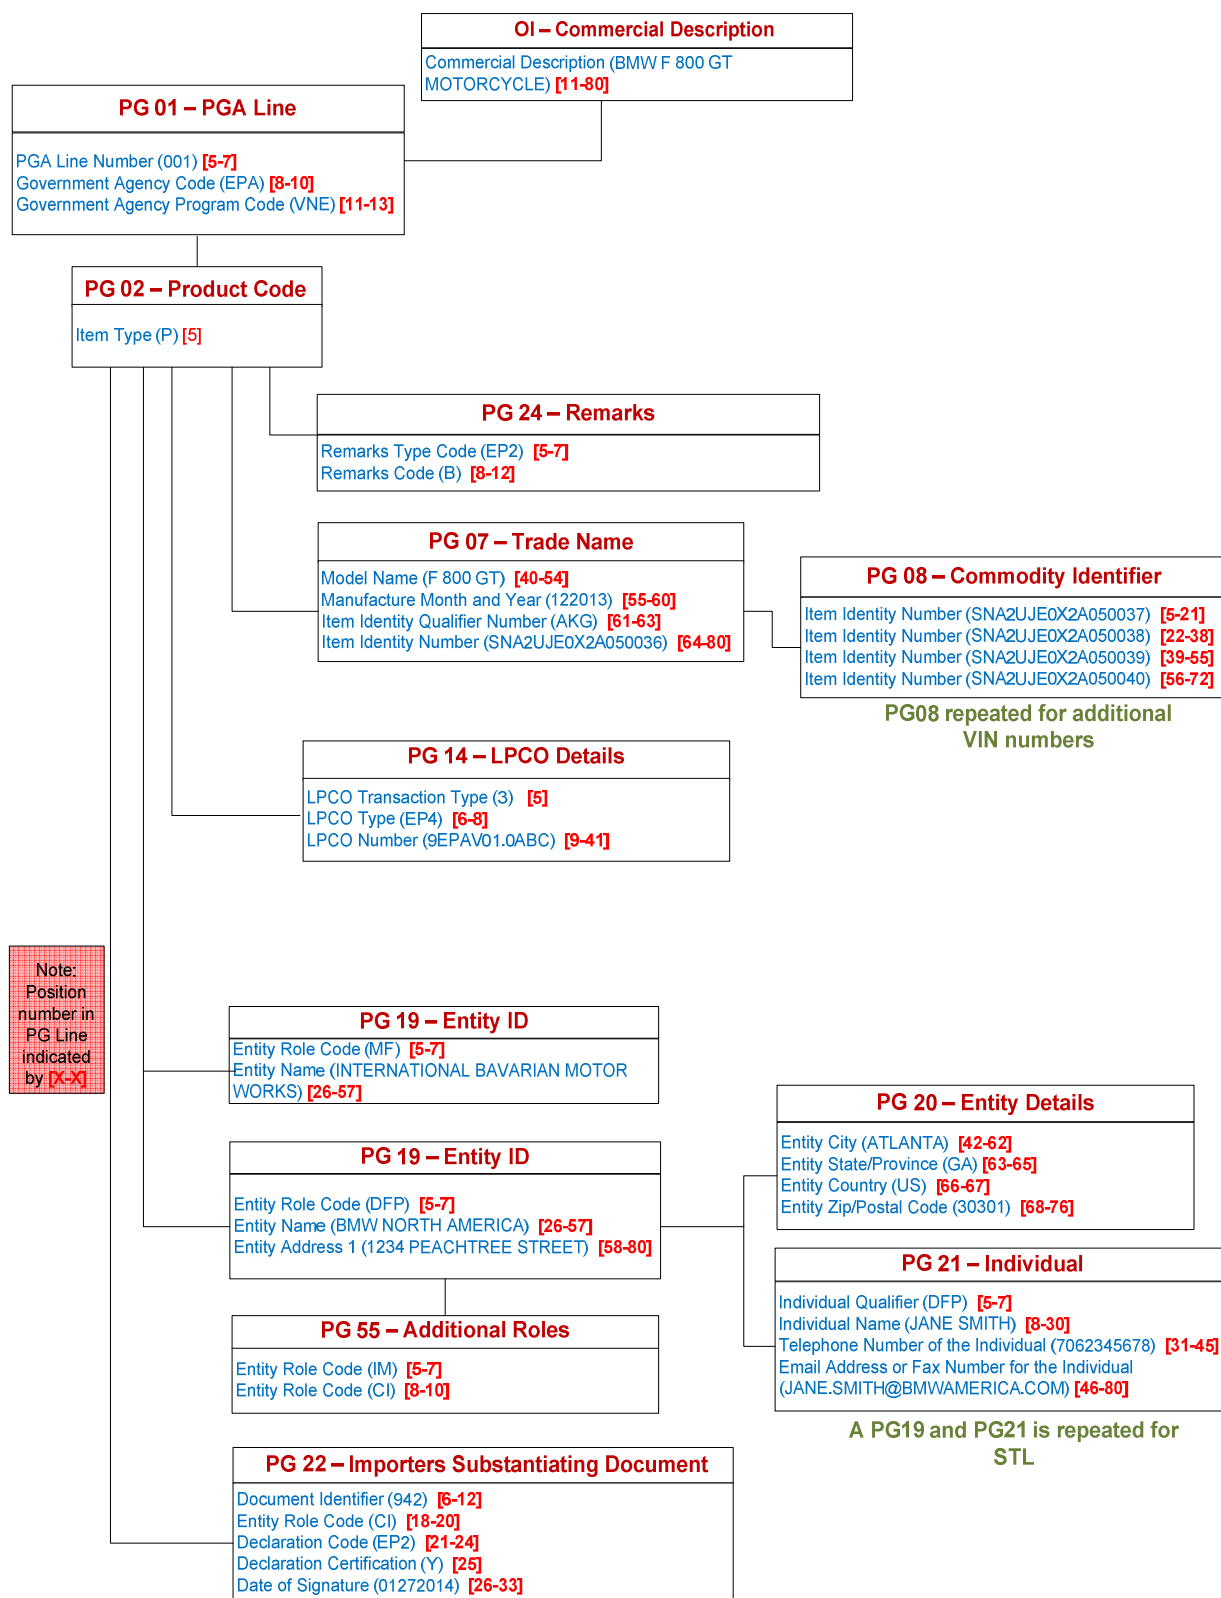 OI – Commercial Description
Commercial Description (BMW F 800 GT
MOTORCYCLE) [11-80]
PG 01 – PGA Line
PGA Line Number (001) [5-7]
Government Agency Code (EPA) [8-10]
Government Agency Program Code (VNE) [11-13]
PG 02 – Product Code
Item Type (P) [5]
PG 24 – Remarks
Remarks Type Code (EP2) [5-7]
Remarks Code (B) [8-12]
PG 07 – Trade Name
Model Name (F 800 GT) [40-54]
Manufacture Month and Year (122013) [55-60]
Item Identity Qualifier Number (AKG) [61-63]
Item Identity Number (SNA2UJE0X2A050036) [64-80]
PG 08 – Commodity Identifier
Item Identity Number (SNA2UJE0X2A050037) [5-21]
Item Identity Number (SNA2UJE0X2A050038) [22-38]
Item Identity Number (SNA2UJE0X2A050039) [39-55]
Item Identity Number (SNA2UJE0X2A050040) [56-72]
PG08 repeated for additional
VIN numbers
PG 14 – LPCO Details
LPCO Transaction Type (3) [5]
LPCO Type (EP4) [6-8]
LPCO Number (9EPAV01.0ABC) [9-41]
Note:
Position
number in
PG Line
indicated
by [X-X]
PG 19 – Entity ID
Entity Role Code (MF) [5-7]
Entity Name (INTERNATIONAL BAVARIAN MOTOR
WORKS) [26-57]
PG 19 – Entity ID
Entity Role Code (DFP) [5-7]
Entity Name (BMW NORTH AMERICA) [26-57]
Entity Address 1 (1234 PEACHTREE STREET) [58-80]
PG 20 – Entity Details
Entity City (ATLANTA) [42-62]
Entity State/Province (GA) [63-65]
Entity Country (US) [66-67]
Entity Zip/Postal Code (30301) [68-76]
PG 21 – Individual
Individual Qualifier (DFP) [5-7]
Individual Name (JANE SMITH) [8-30]
Telephone Number of the Individual (7062345678) [31-45]
Email Address or Fax Number for the Individual
(JANE.SMITH@BMWAMERICA.COM) [46-80]
A PG19 and PG21 is repeated for
STL
PG 55 – Additional Roles
Entity Role Code (IM) [5-7]
Entity Role Code (CI) [8-10]
PG 22 – Importers Substantiating Document
Document Identifier (942) [6-12]
Entity Role Code (CI) [18-20]
Declaration Code (EP2) [21-24]
Declaration Certification (Y) [25]
Date of Signature (01272014) [26-33]